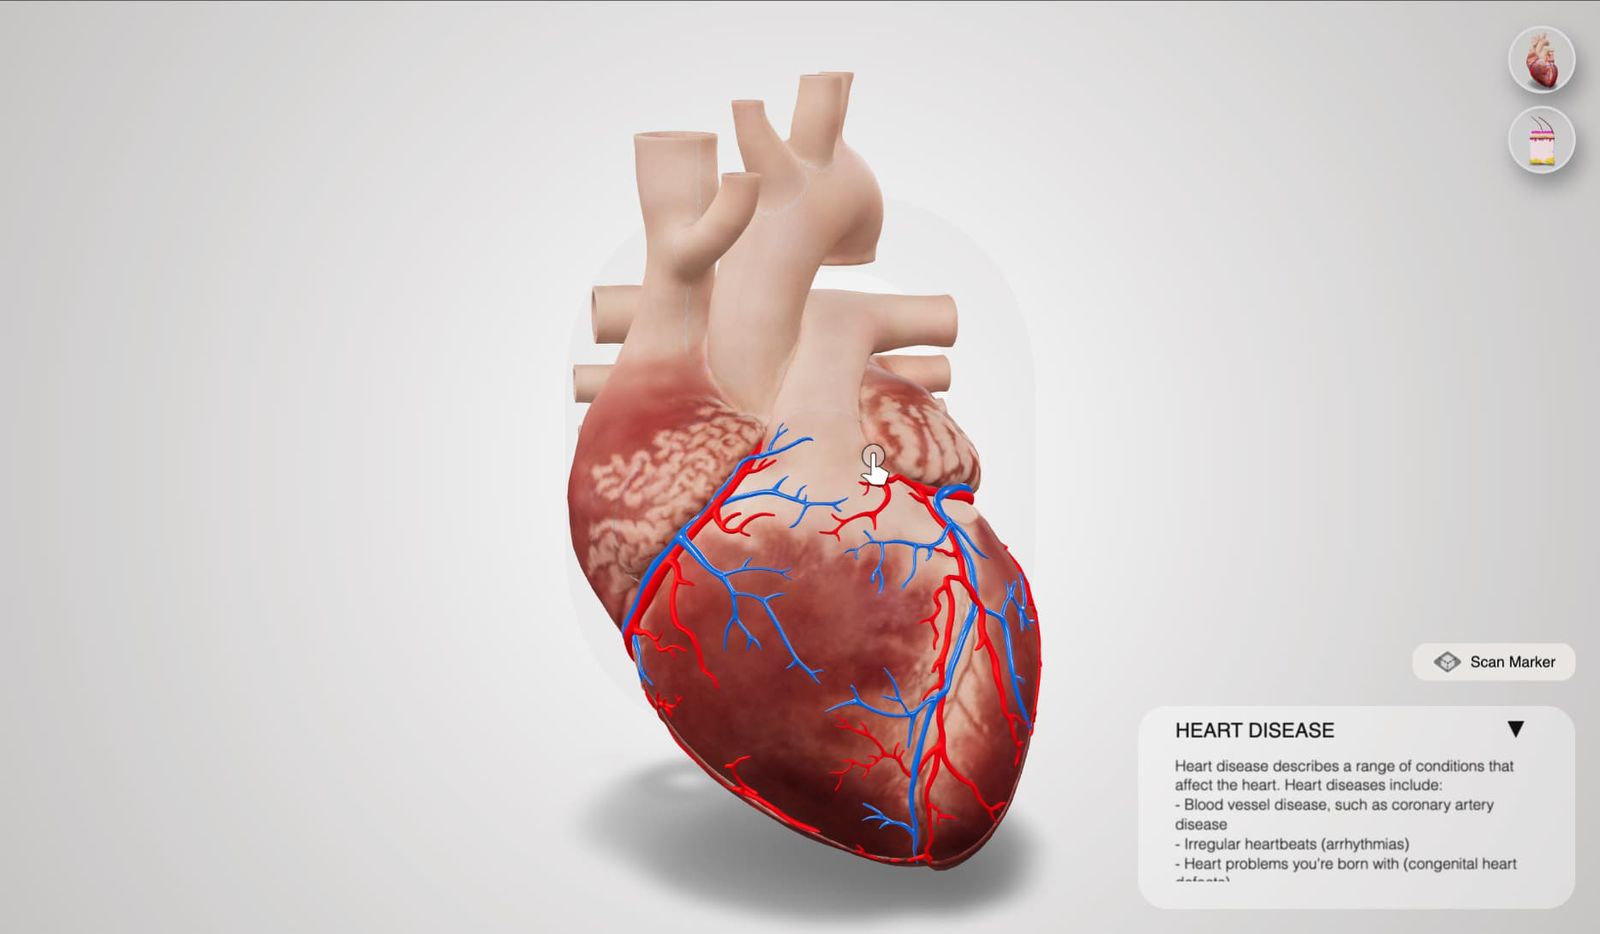 Scan Marker
HEART DISEASE
Heart disease describes a range of conditions that
affect the heart. Heart diseases include:
- Blood vessel disease, such as coronary artery
disease
- Irregular heartbeats (arrhythmias)
- Heart problems you're born with (congenital heart
defects)